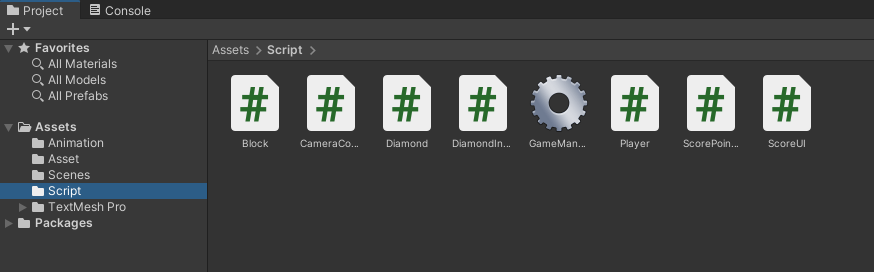 Project
Console
Favorites
All Materials
All Models
All Prefabs
Assets
Animation
Asset
Scenes
Script
TextMesh Pro
Packages
Assets > Script >
Block
CameraCo...
Diamond
DiamondIn...
GameMan...
Player
ScorePoin...
ScoreUI